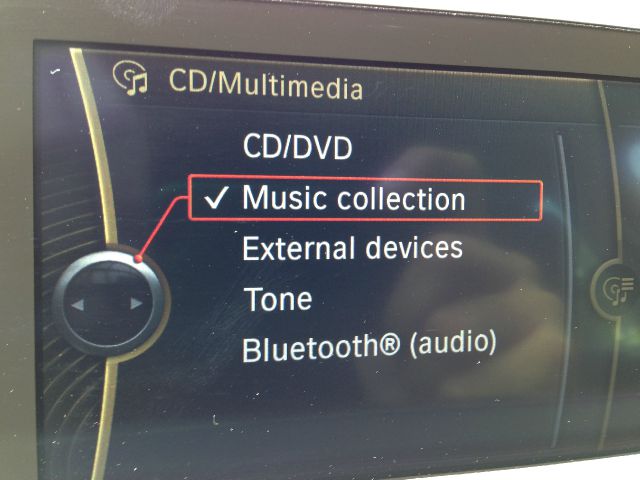 CD/Multimedia
CD/DVD
Music collection
External devices
Tone
Bluetooth® (audio)